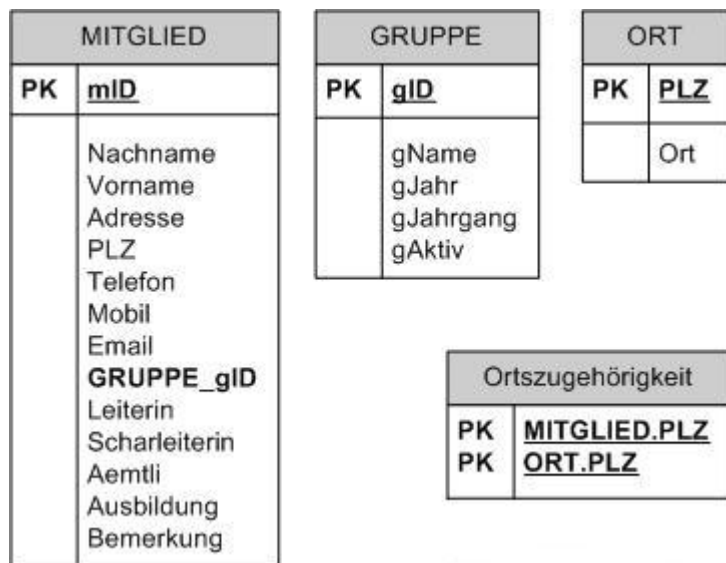 MITGLIED
PK mID
Nachname
Vorname
Adresse
PLZ
Telefon
Mobil
Email
GRUPPE_gID
Leiterin
Scharleiterin
Aemtli
Ausbildung
Bemerkung
GRUPPE
PK gID
gName
gJahr
gJahrgang
gAktiv
ORT
PK PLZ
Ort
Ortszugehörigkeit
PK MITGLIED.PLZ
PK ORT.PLZ